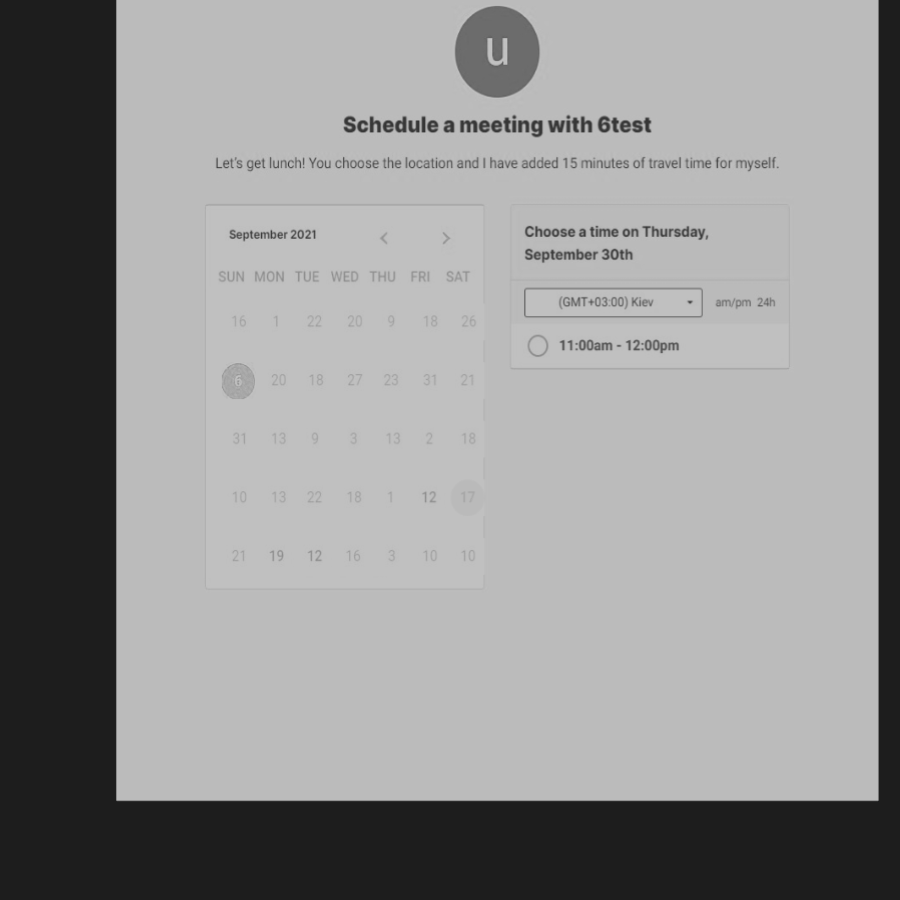 u
Schedule a meeting with 6test
Let's get lunch! You choose the location and I have added 15 minutes of travel time for myself.
September 2021
SUN MON TUE WED THU FRI SAT
16 1 22 20 9 18 26
6 20 18 27 23 31 21
31 13 9 3 13 2 18
10 13 22 18 1 12 17
21 19 12 16 3 10 10
Choose a time on Thursday,
September 30th
(GMT+03:00) Kiev am/pm 24h
11:00am - 12:00pm